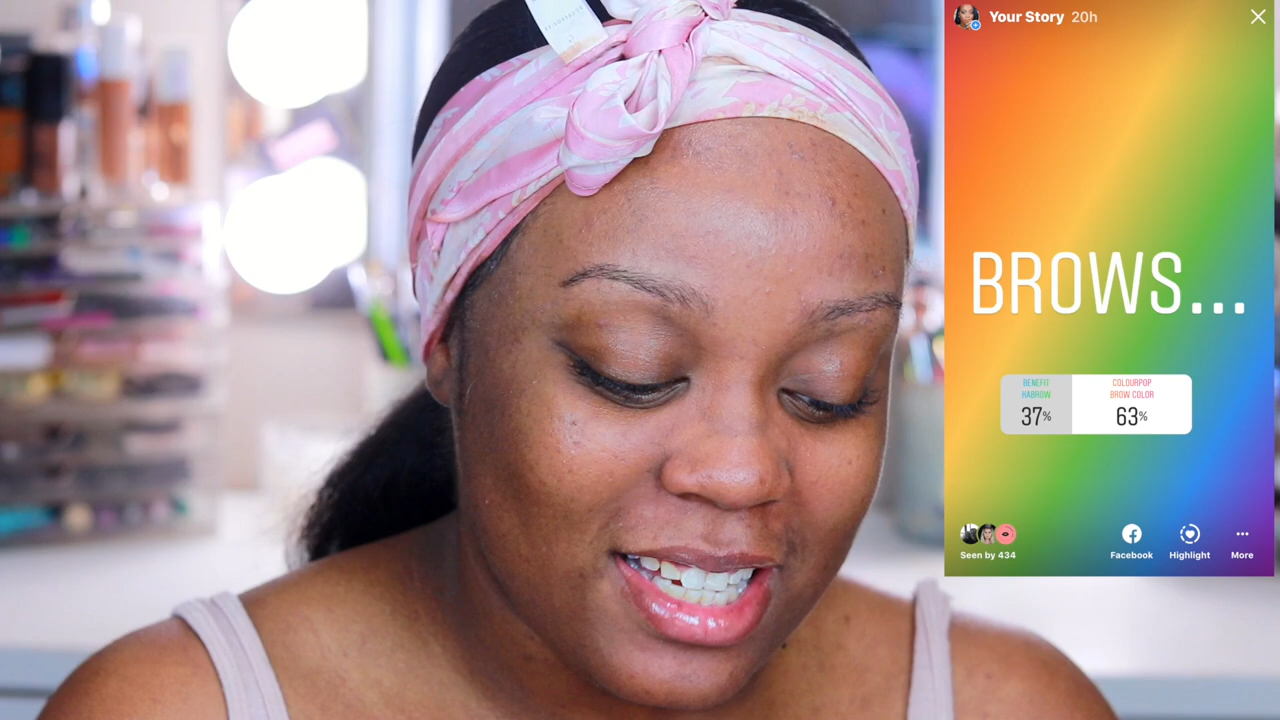 Your Story 20h
BROWS...
BENEFIT
KABROW
37%
COLOURPOP
BROW COLOR
63%
Seen by 434
Facebook
Highlight
More